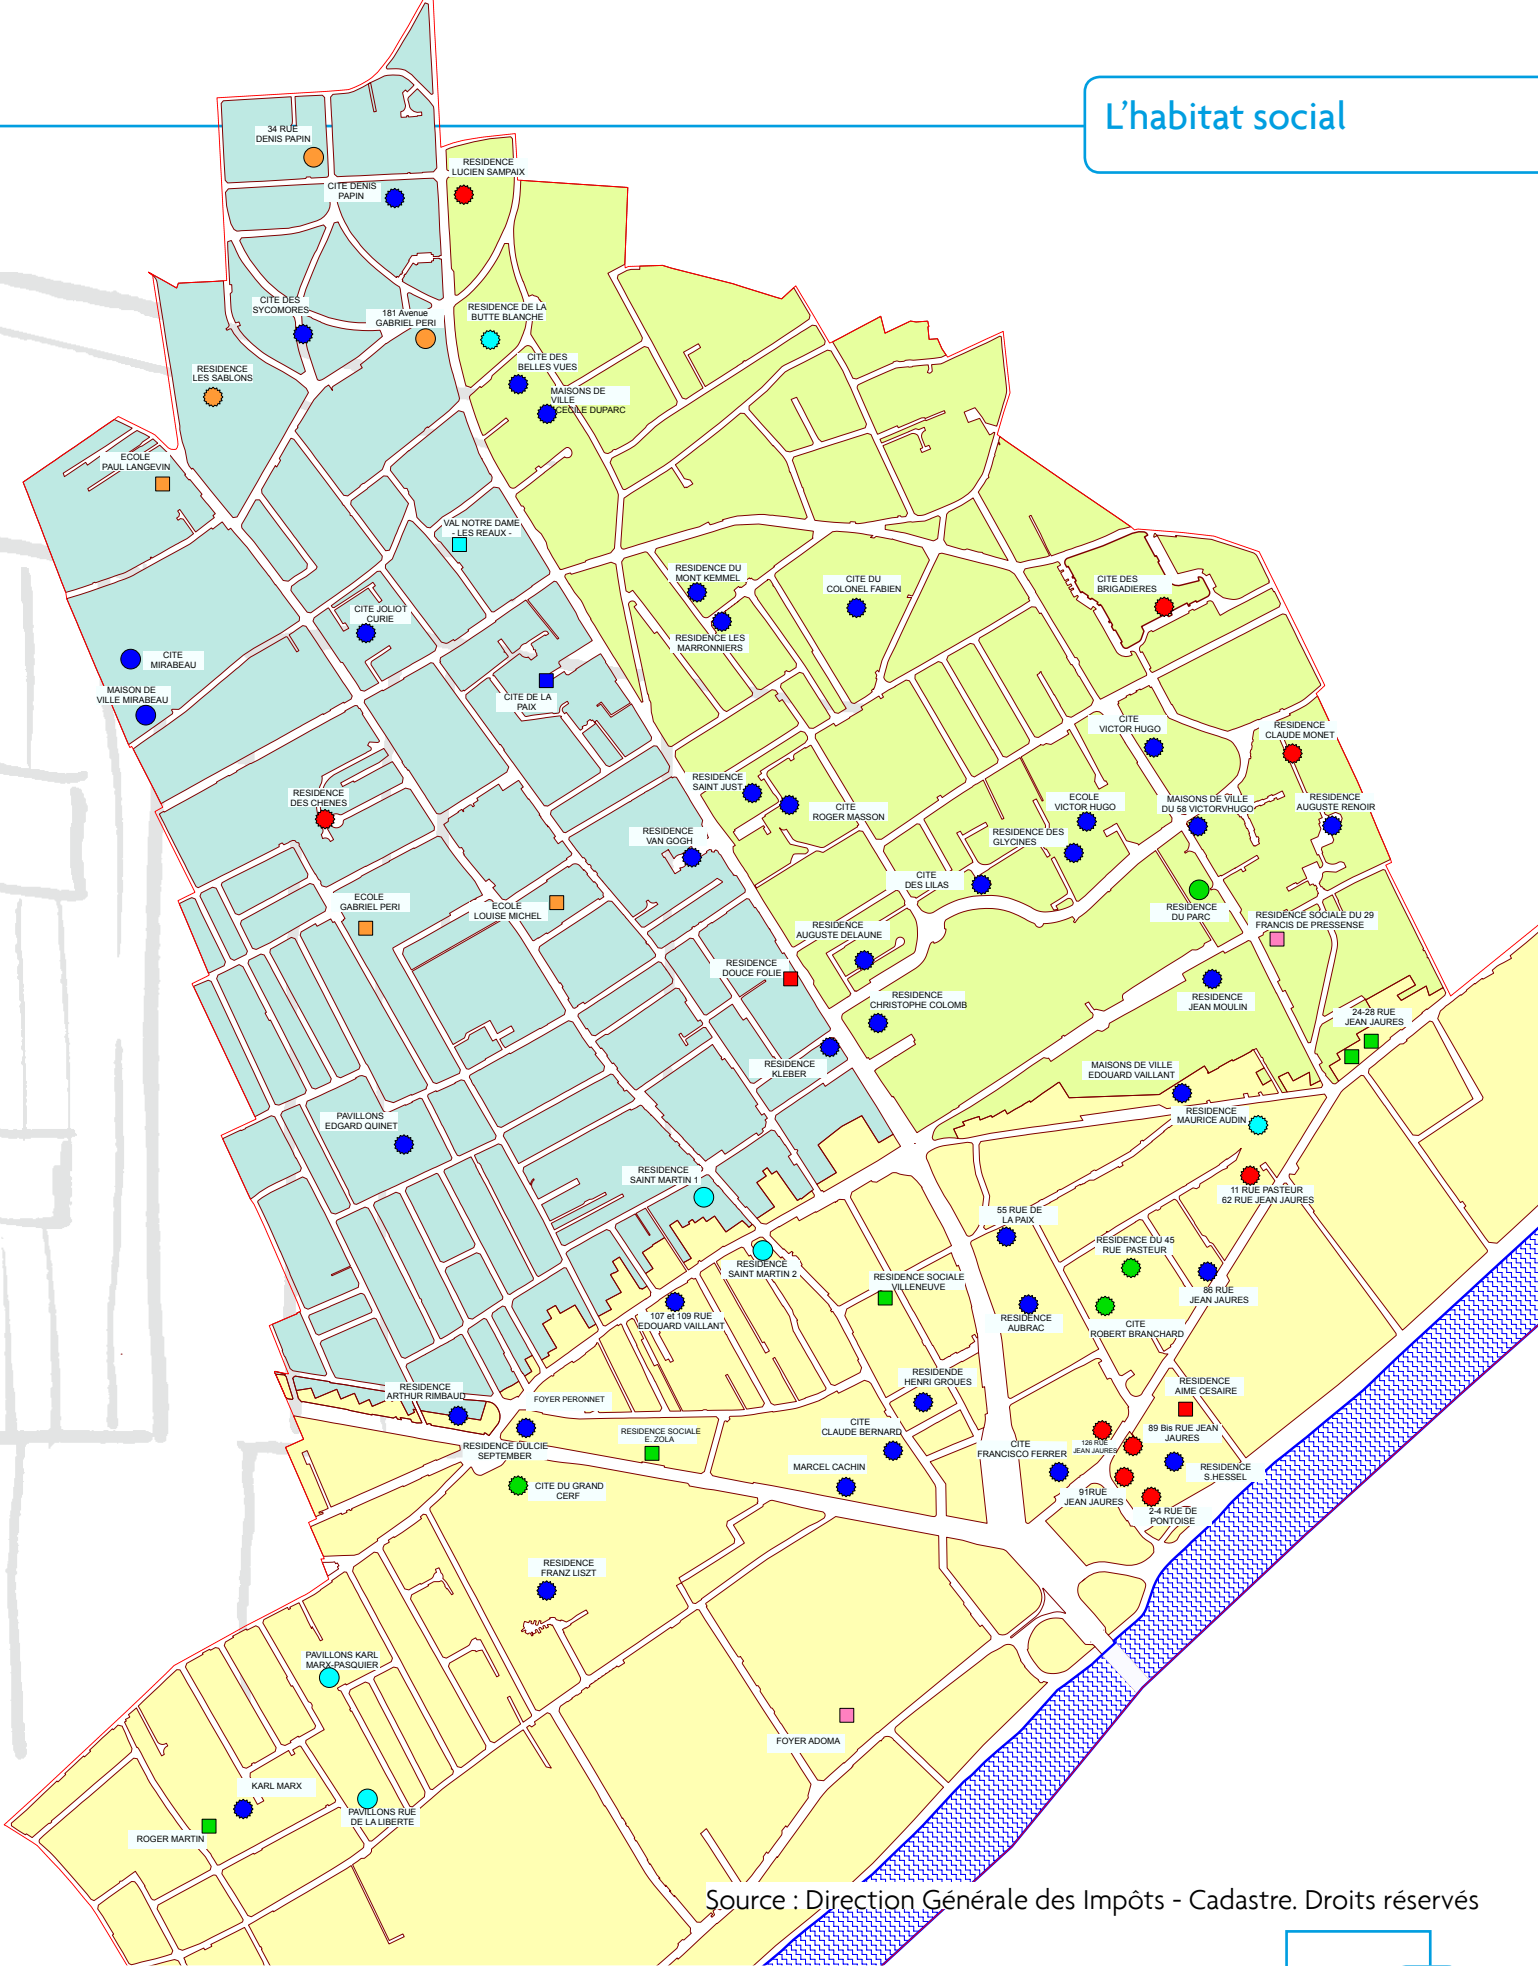 L'habitat social
34 RUE
DENIS PAPIN
CITE DENIS
PAPIN
RESIDENCE
LUCIEN SAMPAIX
CITE DES
SYCOMORES
181 Avenue
GABRIEL PERI
RESIDENCE DE LA
BUTTE BLANCHE
RESIDENCE
LES SABLONS
CITE DES
BELLES VUES
MAISONS DE
VILLE
CECILE DUPARC
ECOLE
PAUL LANGEVIN
VAL NOTRE DAME
- LES REAUX -
RESIDENCE DU
MONT KEMMEL
CITE DU
COLONEL FABIEN
CITE DES
BRIGADIERES
CITE JOLIOT
CURIE
RESIDENCE LES
MARRONNIERS
CITE
MIRABEAU
MAISON DE
VILLE MIRABEAU
CITE DE LA
PAIX
CITE
VICTOR HUGO
RESIDENCE
CLAUDE MONET
RESIDENCE
SAINT JUST
RESIDENCE
DES CHENES
CITE
ROGER MASSON
ECOLE
VICTOR HUGO
MAISONS DE VILLE
DU 58 VICTORVHUGO
RESIDENCE
AUGUSTE RENOIR
RESIDENCE
VAN GOGH
RESIDENCE DES
GLYCINES
CITE
DES LILAS
ECOLE
GABRIEL PERI
ECOLE
LOUISE MICHEL
RESIDENCE
DU PARC
RESIDENCE SOCIALE DU 29
FRANCIS DE PRESSENSE
RESIDENCE
AUGUSTE DELAUNE
RESIDENCE
DOUCE FOLIE
RESIDENCE
CHRISTOPHE COLOMB
RESIDENCE
JEAN MOULIN
24-28 RUE
JEAN JAURES
RESIDENCE
KLEBER
MAISONS DE VILLE
EDOUARD VAILLANT
PAVILLONS
EDGARD QUINET
RESIDENCE
MAURICE AUDIN
RESIDENCE
SAINT MARTIN 1
11 RUE PASTEUR
62 RUE JEAN JAURES
55 RUE DE
LA PAIX
RESIDENCE DU 45
RUE  PASTEUR
RESIDENCE
SAINT MARTIN 2
RESIDENCE SOCIALE
VILLENEUVE
86 RUE
JEAN JAURES
107 et 109 RUE
EDOUARD VAILLANT
RESIDENCE
AUBRAC
CITE
ROBERT BRANCHARD
RESIDENCE
ARTHUR RIMBAUD
FOYER PERONNET
RESIDENDE
HENRI GROUES
RESIDENCE
AIME CESAIRE
RESIDENCE SOCIALE
E. ZOLA
CITE
CLAUDE BERNARD
89 Bis RUE JEAN
JAURES
126 RUE
JEAN JAURES
RESIDENCE DULCIE
SEPTEMBER
CITE
FRANCISCO FERRER
MARCEL CACHIN
RESIDENCE
S.HESSEL
CITE DU GRAND
CERF
91RUE
JEAN JAURES
2-4 RUE DE
PONTOISE
RESIDENCE
FRANZ LISZT
PAVILLONS KARL
MARX-PASQUIER
FOYER ADOMA
KARL MARX
PAVILLONS RUE
DE LA LIBERTE
ROGER MARTIN
Source : Direction Générale des Impôts - Cadastre. Droits réservés